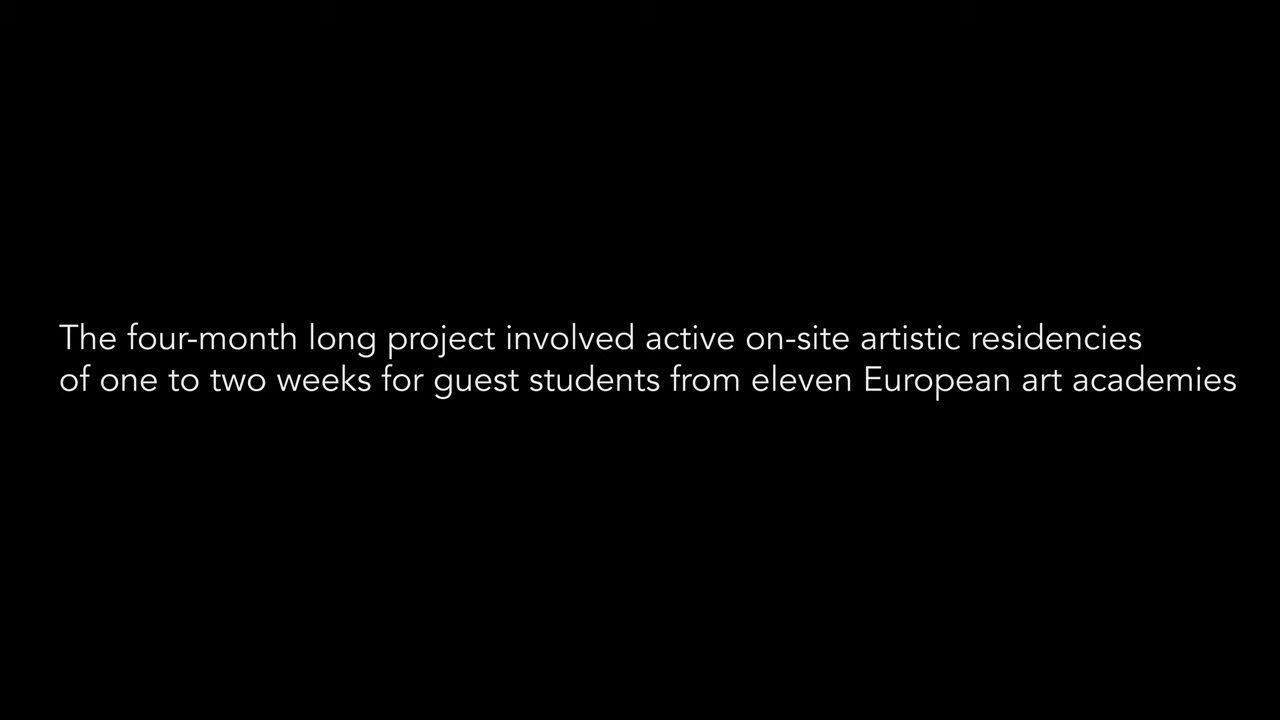 The four-month long project involved active on-site artistic residencies
of one to two weeks for guest students from eleven European art academies